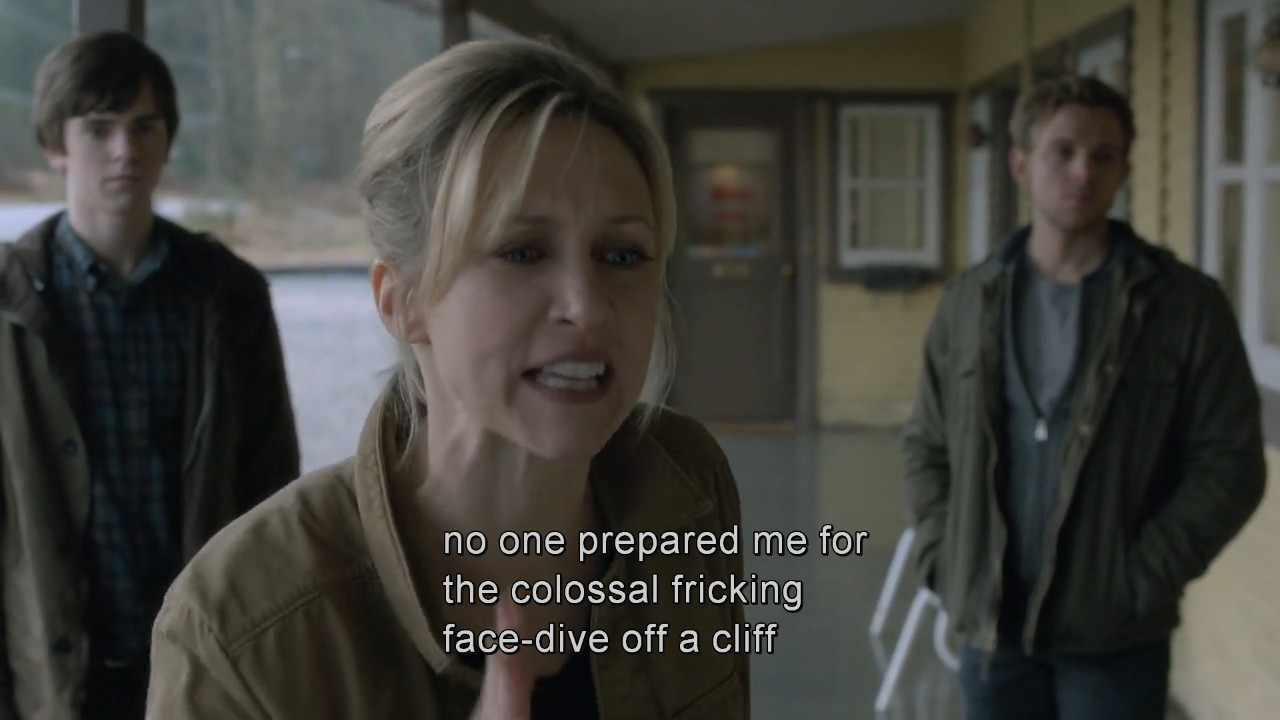 no one prepared me for
the colossal fricking
face-dive off a cliff